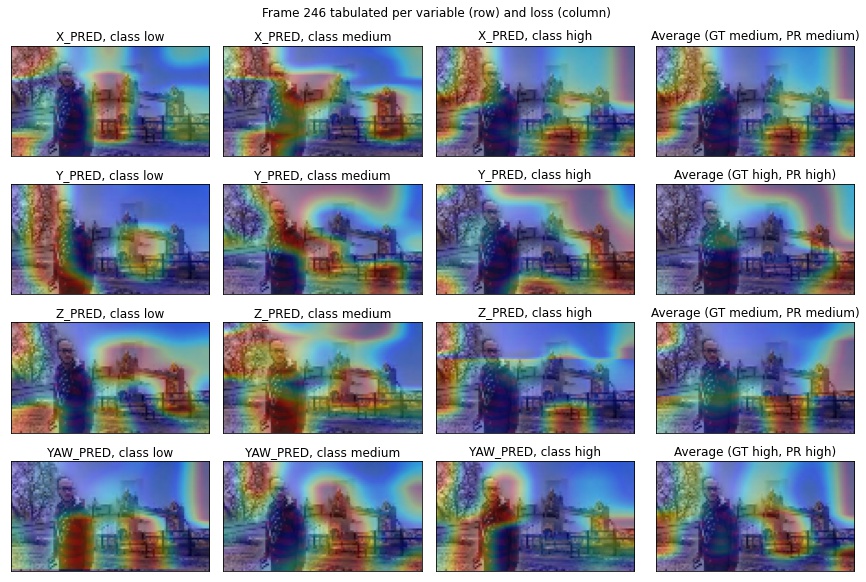 Frame 246 tabulated per variable (row) and loss (column)
X_PRED, class low
X_PRED, class medium
X_PRED, class high
Average (GT medium, PR medium)
Y_PRED, class low
Y_PRED, class medium
Y_PRED, class high
Average (GT high, PR high)
Z_PRED, class low
Z_PRED, class medium
Z_PRED, class high
Average (GT medium, PR medium)
YAW_PRED, class low
YAW_PRED, class medium
YAW_PRED, class high
Average (GT high, PR high)